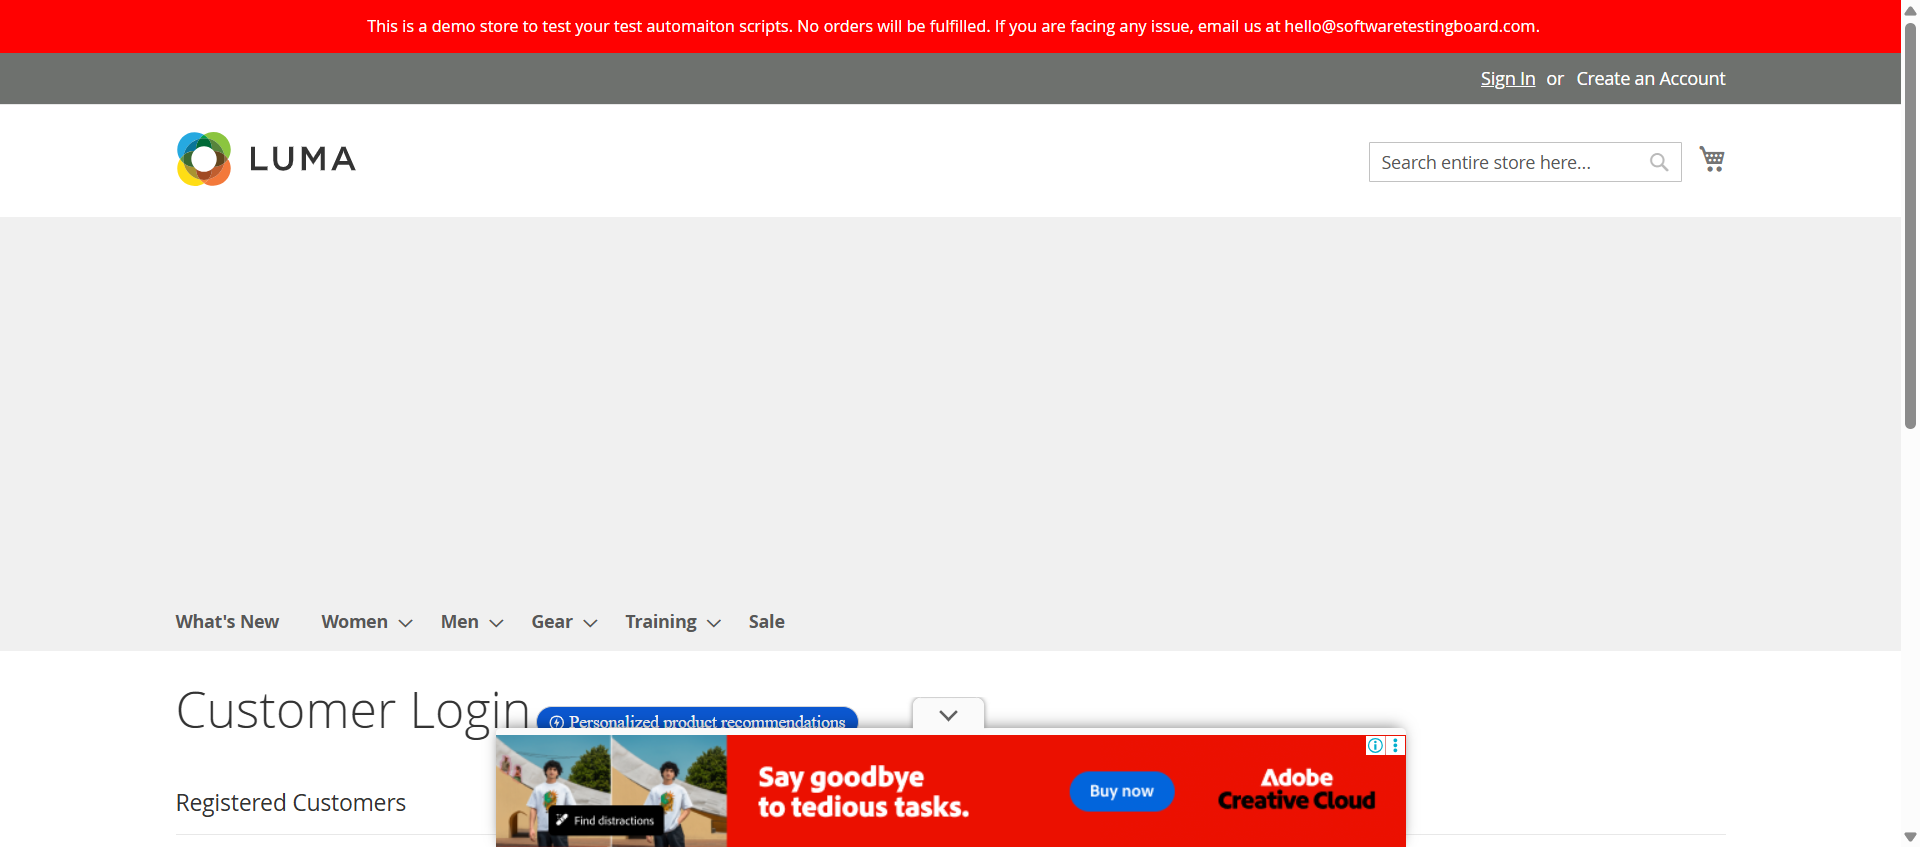 This is a demo store to test your test automaiton scripts. No orders will be fulfilled. If you are facing any issue, email us at hello@softwaretestingboard.com.
Sign In or Create an Account
LUMA
Search entire store here...
What's New Women Men Gear Training Sale
Customer Login
Personalized product recommendations
Say goodbye
to tedious tasks.
Buy now
Adobe
Creative Cloud
Find distractions
Registered Customers